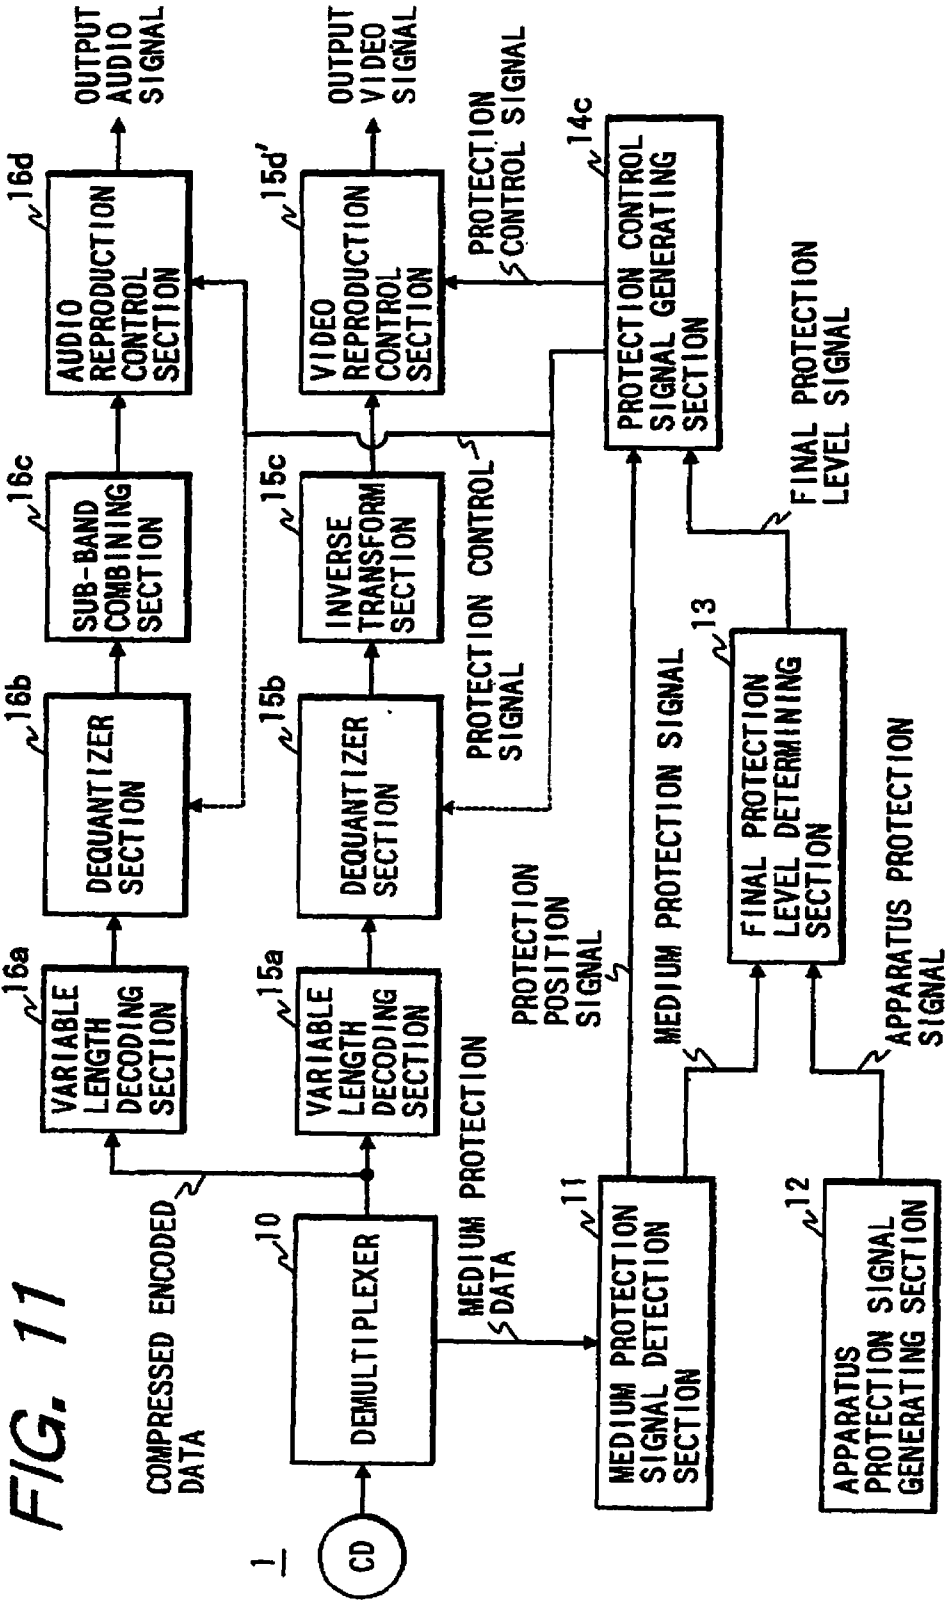 FIG. 11
COMPRESSED ENCODED
DATA
16a
VARIABLE
LENGTH
DECODING
SECTION
16b
DEQUANTIZER
SECTION
16c
SUB-BAND
COMBINING
SECTION
16d
AUDIO
REPRODUCTION
CONTROL
SECTION
OUTPUT
AUDIO
SIGNAL
1
CD
10
DEMULTIPLEXER
15a
VARIABLE
LENGTH
DECODING
SECTION
15b
DEQUANTIZER
SECTION
15c
INVERSE
TRANSFORM
SECTION
15d'
VIDEO
REPRODUCTION
CONTROL
SECTION
OUTPUT
VIDEO
SIGNAL
MEDIUM PROTECTION
DATA
PROTECTION
POSITION
SIGNAL
PROTECTION CONTROL
SIGNAL
PROTECTION
CONTROL SIGNAL
11
MEDIUM PROTECTION
SIGNAL DETECTION
SECTION
MEDIUM PROTECTION SIGNAL
14c
PROTECTION CONTROL
SIGNAL GENERATING
SECTION
12
APPARATUS
PROTECTION SIGNAL
GENERATING SECTION
APPARATUS PROTECTION
SIGNAL
13
FINAL PROTECTION
LEVEL DETERMINING
SECTION
FINAL PROTECTION
LEVEL SIGNAL